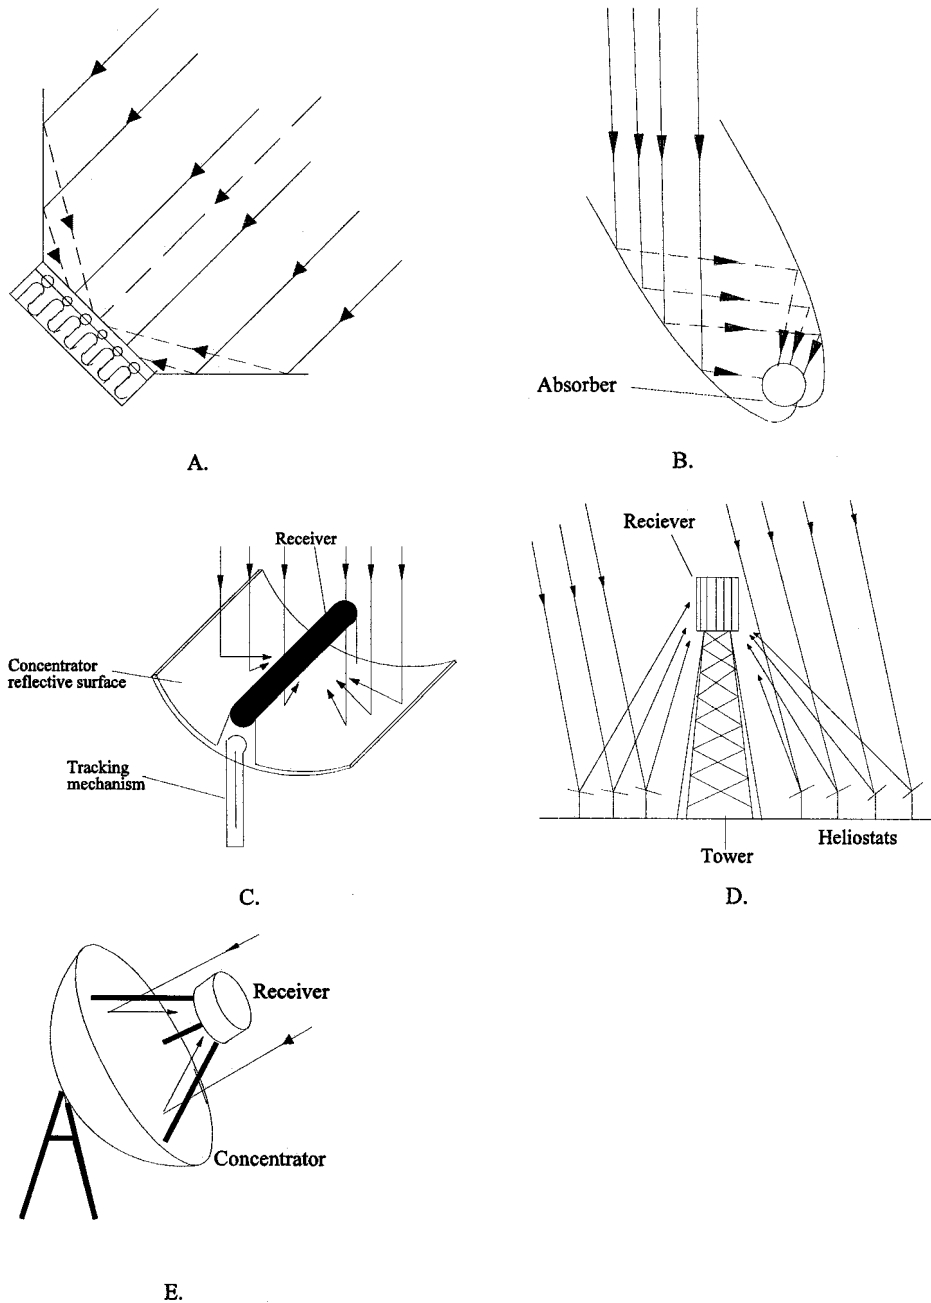 Absorber
A.
B.
Receiver
Concentrator
reflective surface
Tracking
mechanism
C.
Reciever
Heliostats
Tower
D.
Receiver
Concentrator
E.